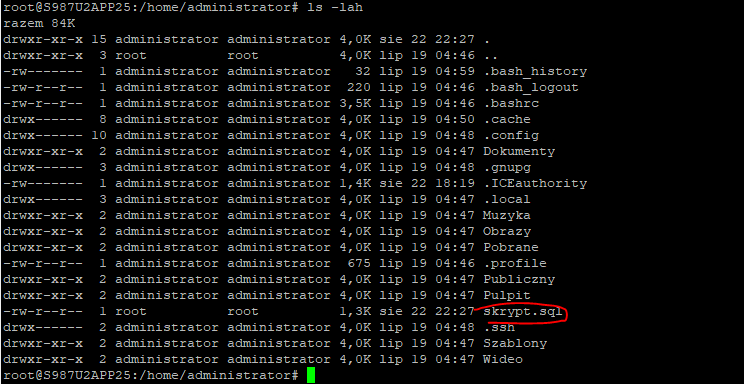 root@S987U2APP25:/home/administrator# ls -lah
razem 84K
drwxr-xr-x 15 administrator administrator 4,0K sie 22 22:27 .
drwxr-xr-x  3 root          root          4,0K lip 19 04:46 ..
-rw-------  1 administrator administrator   32 lip 19 04:59 .bash_history
-rw-r--r--  1 administrator administrator  220 lip 19 04:46 .bash_logout
-rw-r--r--  1 administrator administrator 3,5K lip 19 04:46 .bashrc
drwx------  8 administrator administrator 4,0K lip 19 04:50 .cache
drwx------ 10 administrator administrator 4,0K lip 19 04:48 .config
drwxr-xr-x  2 administrator administrator 4,0K lip 19 04:47 Dokumenty
drwx------  3 administrator administrator 4,0K lip 19 04:48 .gnupg
-rw-------  1 administrator administrator 1,4K sie 22 18:19 .ICEauthority
drwx------  3 administrator administrator 4,0K lip 19 04:47 .local
drwxr-xr-x  2 administrator administrator 4,0K lip 19 04:47 Muzyka
drwxr-xr-x  2 administrator administrator 4,0K lip 19 04:47 Obrazy
drwxr-xr-x  2 administrator administrator 4,0K lip 19 04:47 Pobrane
-rw-r--r--  1 administrator administrator  675 lip 19 04:46 .profile
drwxr-xr-x  2 administrator administrator 4,0K lip 19 04:47 Publiczny
drwxr-xr-x  2 administrator administrator 4,0K lip 19 04:47 Pulpit
-rw-r--r--  1 root          root          1,3K sie 22 22:27 skrypt.sql
drwx------  2 administrator administrator 4,0K lip 19 04:48 .ssh
drwxr-xr-x  2 administrator administrator 4,0K lip 19 04:47 Szablony
drwxr-xr-x  2 administrator administrator 4,0K lip 19 04:47 Wideo
root@S987U2APP25:/home/administrator#